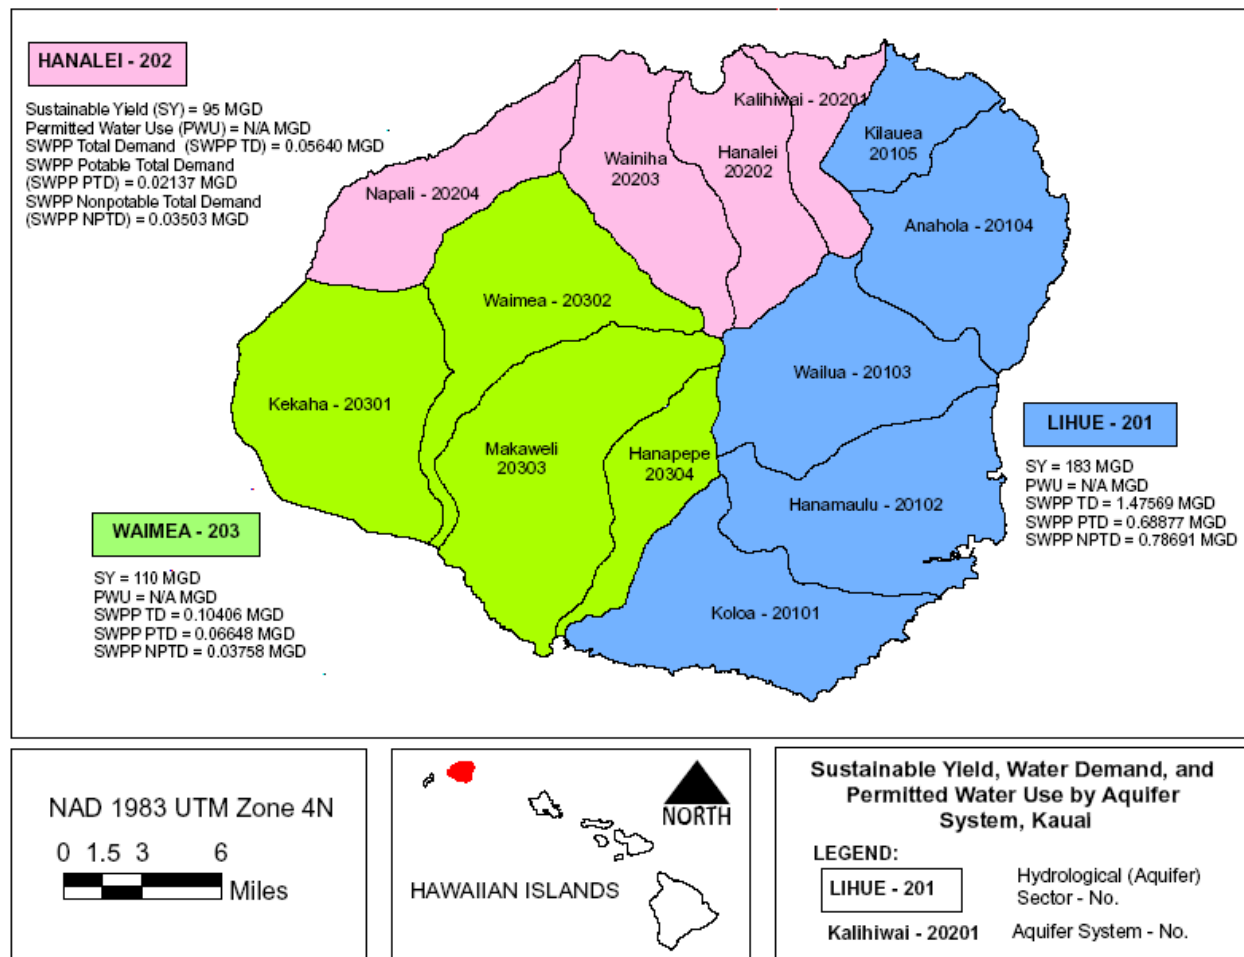 HANALEI - 202
Sustainable Yield (SY) = 95 MGD
Permitted Water Use (PWU) = N/A MGD
SWPP Total Demand (SWPP TD) = 0.05640 MGD
SWPP Potable Total Demand
(SWPP PTD) = 0.02137 MGD
SWPP Nonpotable Total Demand
(SWPP NPTD) = 0.03503 MGD
Kalihiwai - 20201
Kilauea
20105
Wainiha
20203
Hanalei
20202
Napali - 20204
Anahola - 20104
Waimea - 20302
Wailua - 20103
Kekaha - 20301
Makaweli
20303
Hanapepe
20304
Hanamaulu - 20102
Koloa - 20101
LIHUE - 201
SY = 183 MGD
PWU = N/A MGD
SWPP TD = 1.47569 MGD
SWPP PTD = 0.68877 MGD
SWPP NPTD = 0.78691 MGD
WAIMEA - 203
SY = 110 MGD
PWU = N/A MGD
SWPP TD = 0.10406 MGD
SWPP PTD = 0.06648 MGD
SWPP NPTD = 0.03758 MGD
NAD 1983 UTM Zone 4N
0 1.5 3 6
Miles
NORTH
HAWAIIAN ISLANDS
Sustainable Yield, Water Demand, and
Permitted Water Use by Aquifer
System, Kauai
LEGEND:
LIHUE - 201
Hydrological (Aquifer)
Sector - No.
Kalihiwai - 20201
Aquifer System - No.